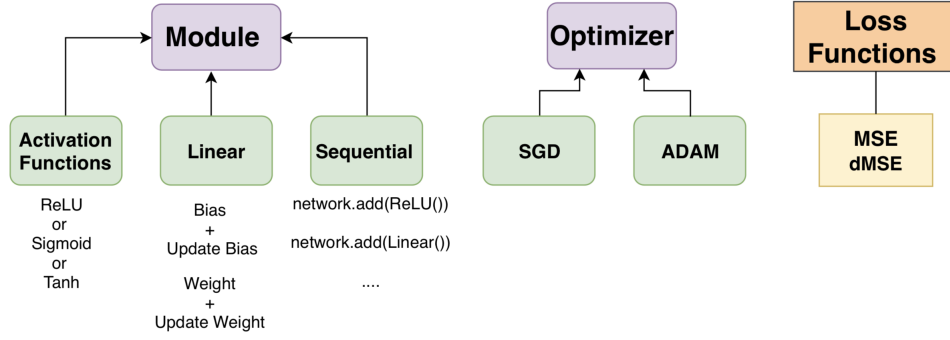 Module
Activation
Functions
ReLU
or
Sigmoid
or
Tanh
Linear
Bias
+
Update Bias
Weight
+
Update Weight
Sequential
network.add(ReLU())
network.add(Linear())
....
Optimizer
SGD
ADAM
Loss
Functions
MSE
dMSE